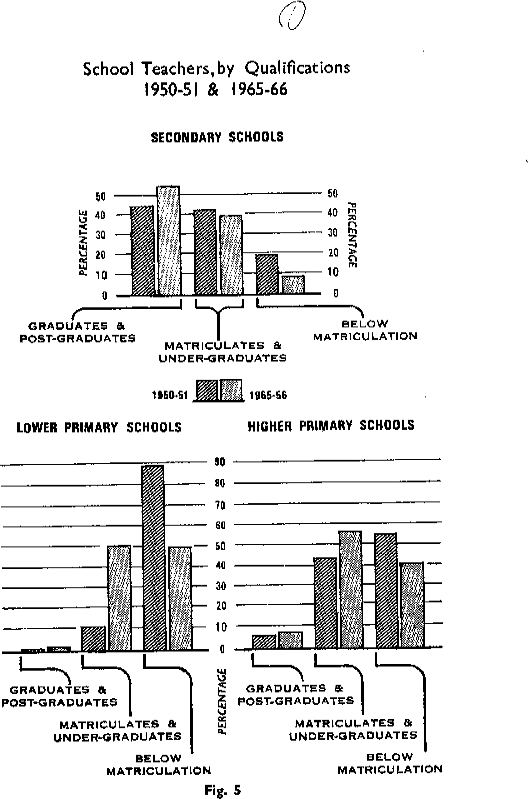 1
School Teachers, by Qualifications
1950-51 & 1965-66
SECONDARY SCHOOLS
PERCENTAGE
50
40
30
20
10
0
50
40
30
20
10
0
PERCENTAGE
GRADUATES &
POST-GRADUATES
MATRICULATES &
UNDER-GRADUATES
BELOW
MATRICULATION
1950-51
1965-66
LOWER PRIMARY SCHOOLS
HIGHER PRIMARY SCHOOLS
90
80
70
60
50
40
30
20
10
0
PERCENTAGE
GRADUATES &
POST-GRADUATES
MATRICULATES &
UNDER-GRADUATES
BELOW
MATRICULATION
GRADUATES &
POST-GRADUATES
MATRICULATES &
UNDER-GRADUATES
BELOW
MATRICULATION
Fig. 5